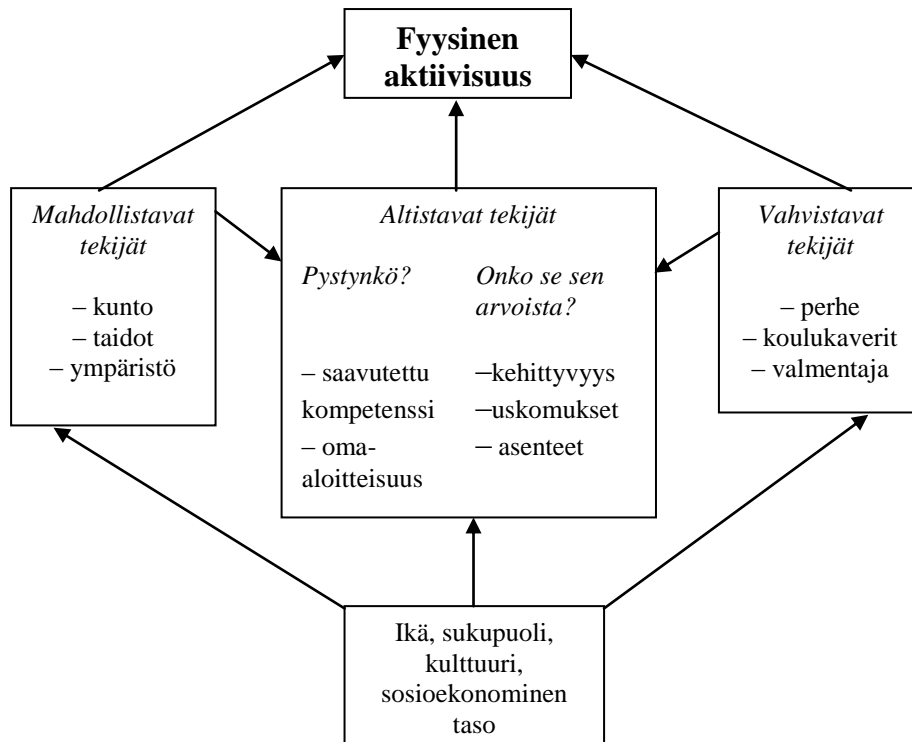 Fyysinen
aktiivisuus
Mahdollistavat
tekijät
– kunto
– taidot
– ympäristö
Altistavat tekijät
Pystynkö?
– saavutettu
kompetenssi
– oma-
aloitteisuus
Onko se sen
arvoista?
–kehittyvyys
–uskomukset
– asenteet
Vahvistavat
tekijät
– perhe
– koulukaverit
– valmentaja
Ikä, sukupuoli,
kulttuuri,
sosioekonominen
taso